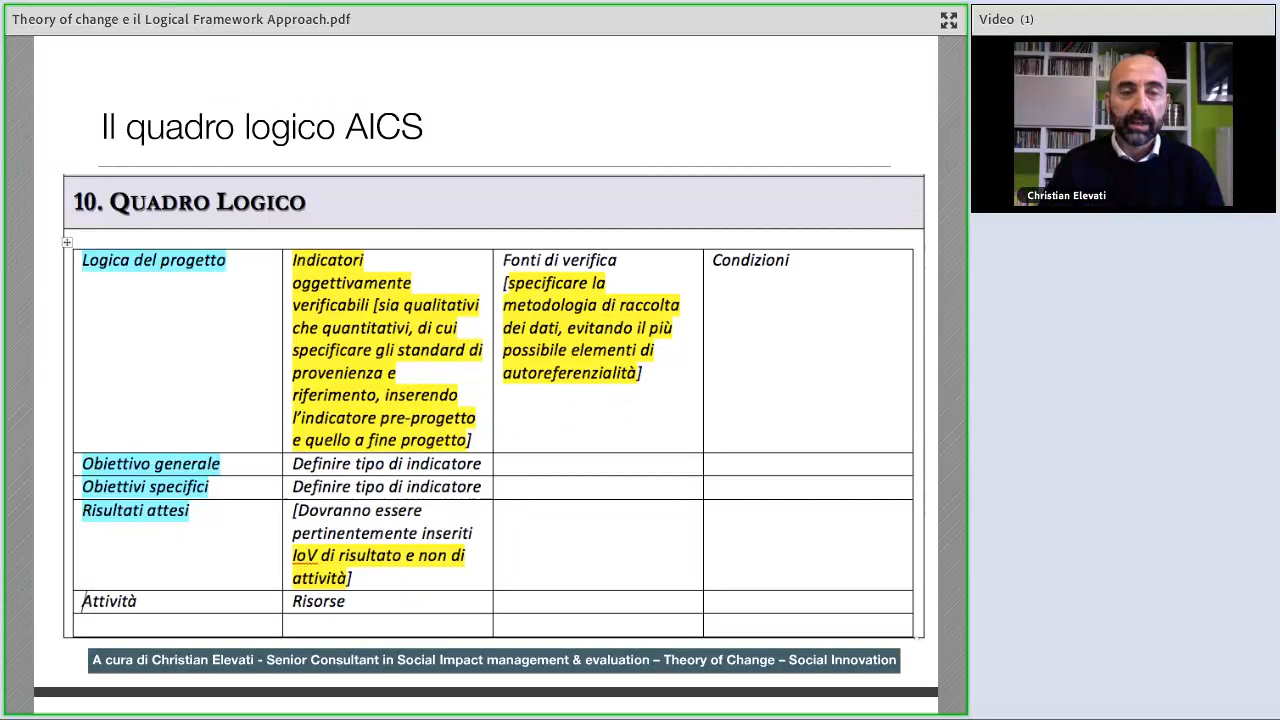 Theory of change e il Logical Framework Approach.pdf
Video (1)
Christian Elevati
Il quadro logico AICS
10. QUADRO LOGICO
Logica del progetto
Indicatori
oggettivamente
verificabili [sia qualitativi
che quantitativi, di cui
specificare gli standard di
provenienza e
riferimento, inserendo
l'indicatore pre-progetto
e quello a fine progetto]
Fonti di verifica
[specificare la
metodologia di raccolta
dei dati, evitando il più
possibile elementi di
autoreferenzialità]
Condizioni
Obiettivo generale
Definire tipo di indicatore
Obiettivi specifici
Definire tipo di indicatore
Risultati attesi
[Dovranno essere
pertinentemente inseriti
IoV di risultato e non di
attività]
Attività
Risorse
A cura di Christian Elevati - Senior Consultant in Social Impact management & evaluation – Theory of Change – Social Innovation